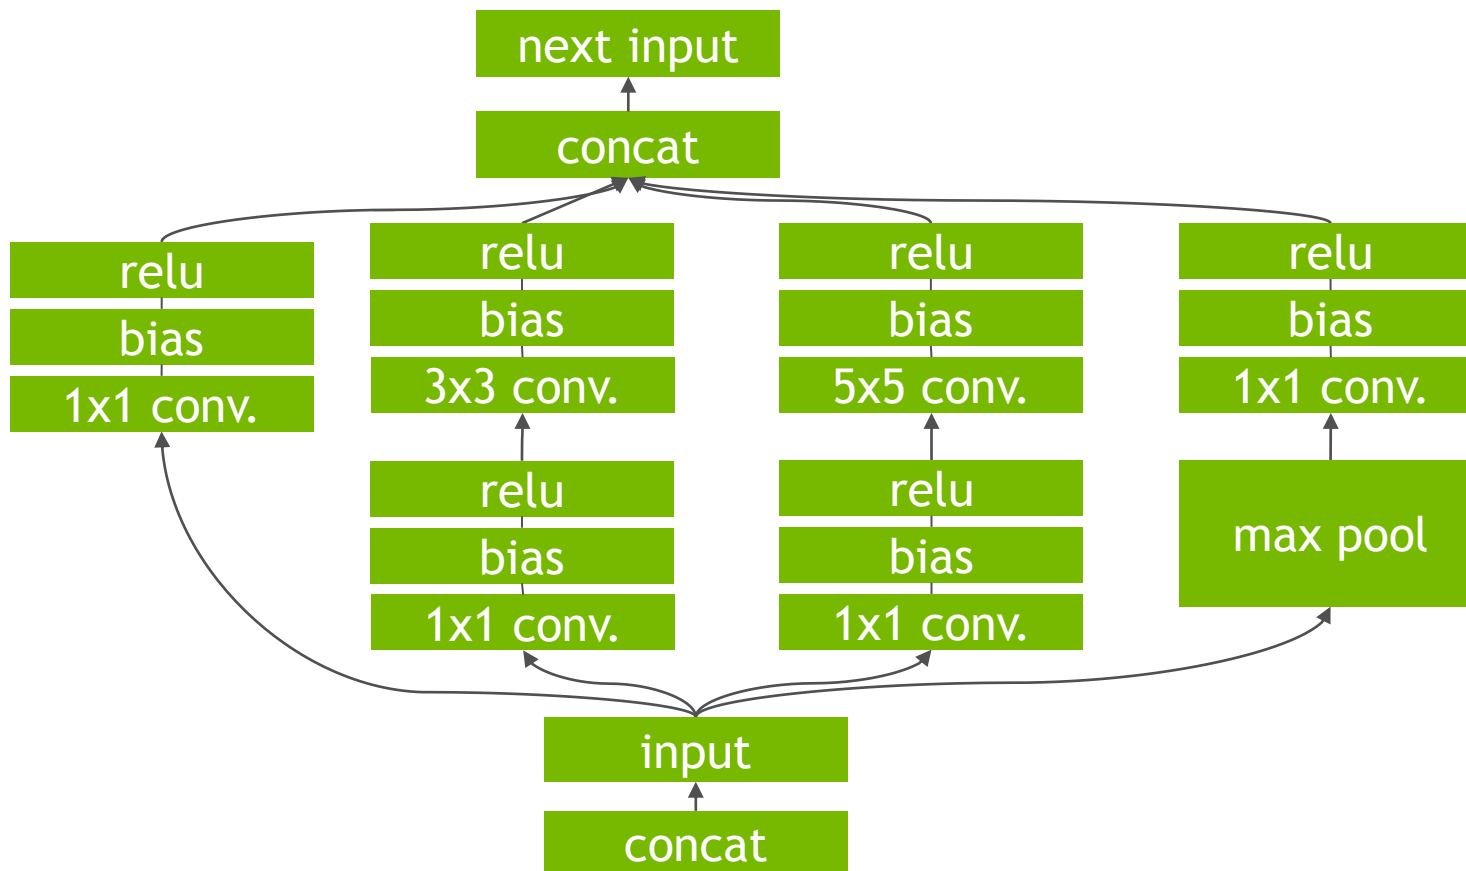 next input
concat
relu
bias
1x1 conv.
relu
bias
3x3 conv.
relu
bias
1x1 conv.
relu
bias
5x5 conv.
relu
bias
1x1 conv.
relu
bias
1x1 conv.
max pool
input
concat